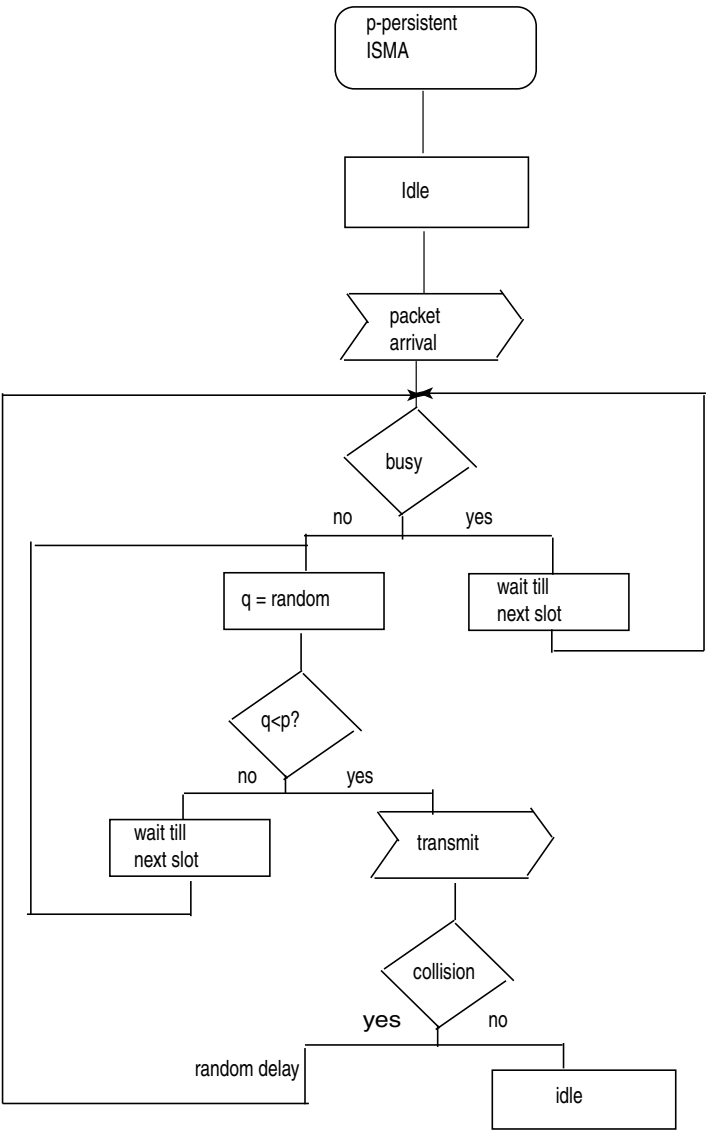 p-persistent
ISMA
Idle
packet
arrival
busy
no
yes
q = random
wait till
next slot
q<p?
no
yes
wait till
next slot
transmit
collision
yes
no
random delay
idle